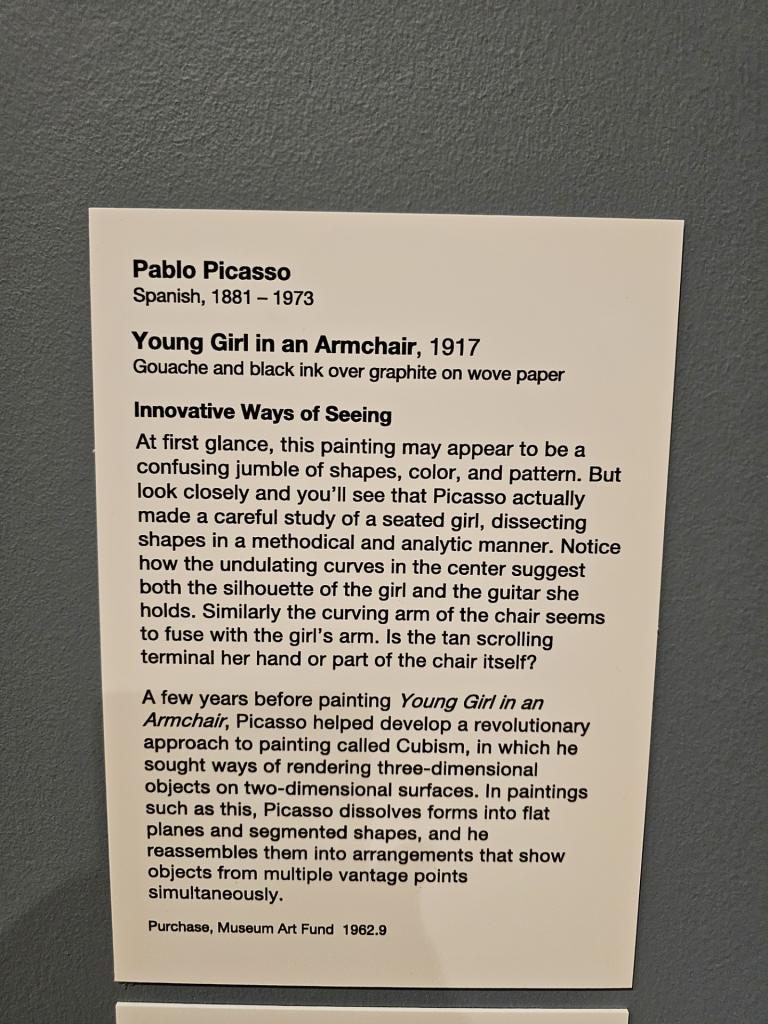 Pablo Picasso
Spanish, 1881 – 1973
Young Girl in an Armchair, 1917
Gouache and black ink over graphite on wove paper
Innovative Ways of Seeing
At first glance, this painting may appear to be a
confusing jumble of shapes, color, and pattern. But
look closely and you'll see that Picasso actually
made a careful study of a seated girl, dissecting
shapes in a methodical and analytic manner. Notice
how the undulating curves in the center suggest
both the silhouette of the girl and the guitar she
holds. Similarly the curving arm of the chair seems
to fuse with the girl's arm. Is the tan scrolling
terminal her hand or part of the chair itself?
A few years before painting Young Girl in an
Armchair, Picasso helped develop a revolutionary
approach to painting called Cubism, in which he
sought ways of rendering three-dimensional
objects on two-dimensional surfaces. In paintings
such as this, Picasso dissolves forms into flat
planes and segmented shapes, and he
reassembles them into arrangements that show
objects from multiple vantage points
simultaneously.
Purchase, Museum Art Fund 1962.9